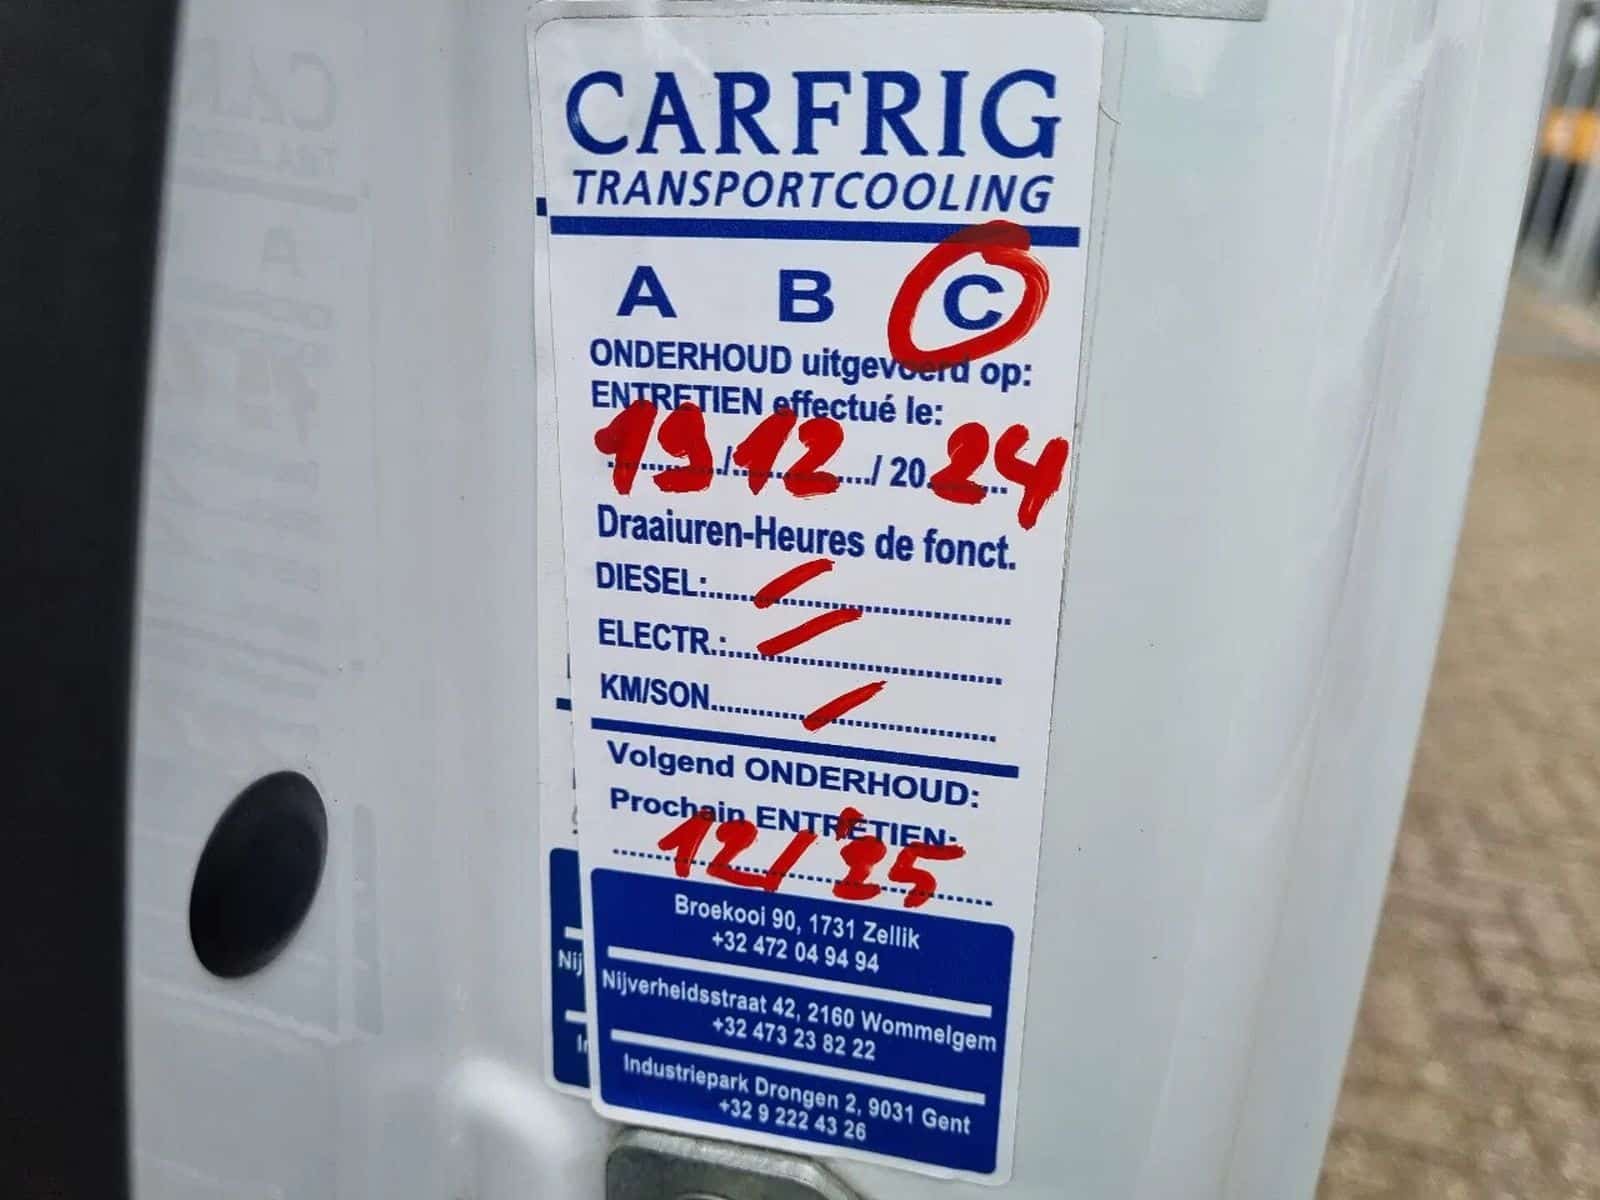 CARFRIG
TRANSPORTCOOLING
A B C
ONDERHOUD uitgevoerd op:
ENTRETIEN effectué le:
19/12/2024
Draaiuren-Heures de fonct.
DIESEL:...../.....
ELECTR.:...../.....
KM/SON...../.....
Volgend ONDERHOUD:
Prochain ENTRETIEN:
12/'25
Broekooi 90, 1731 Zellik
+32 472 04 94 94
Nijverheidsstraat 42, 2160 Wommelgem
+32 473 23 82 22
Industriepark Drongen 2, 9031 Gent
+32 9 222 43 26
Nij